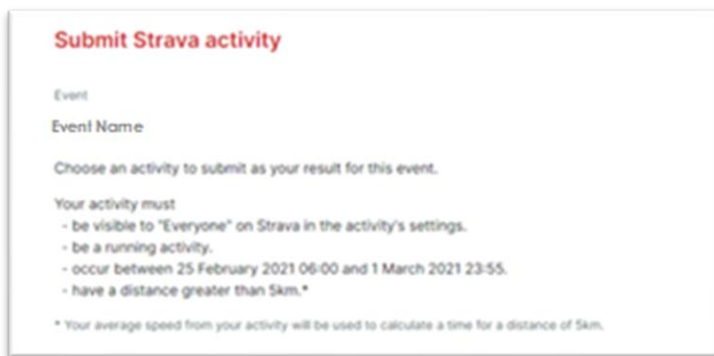 Submit Strava activity
Event
Event Name
Choose an activity to submit as your result for this event.
Your activity must
- be visible to "Everyone" on Strava in the activity's settings.
- be a running activity.
- occur between 25 February 2021 06:00 and 1 March 2021 23:55.
- have a distance greater than 5km.*
* Your average speed from your activity will be used to calculate a time for a distance of 5km.